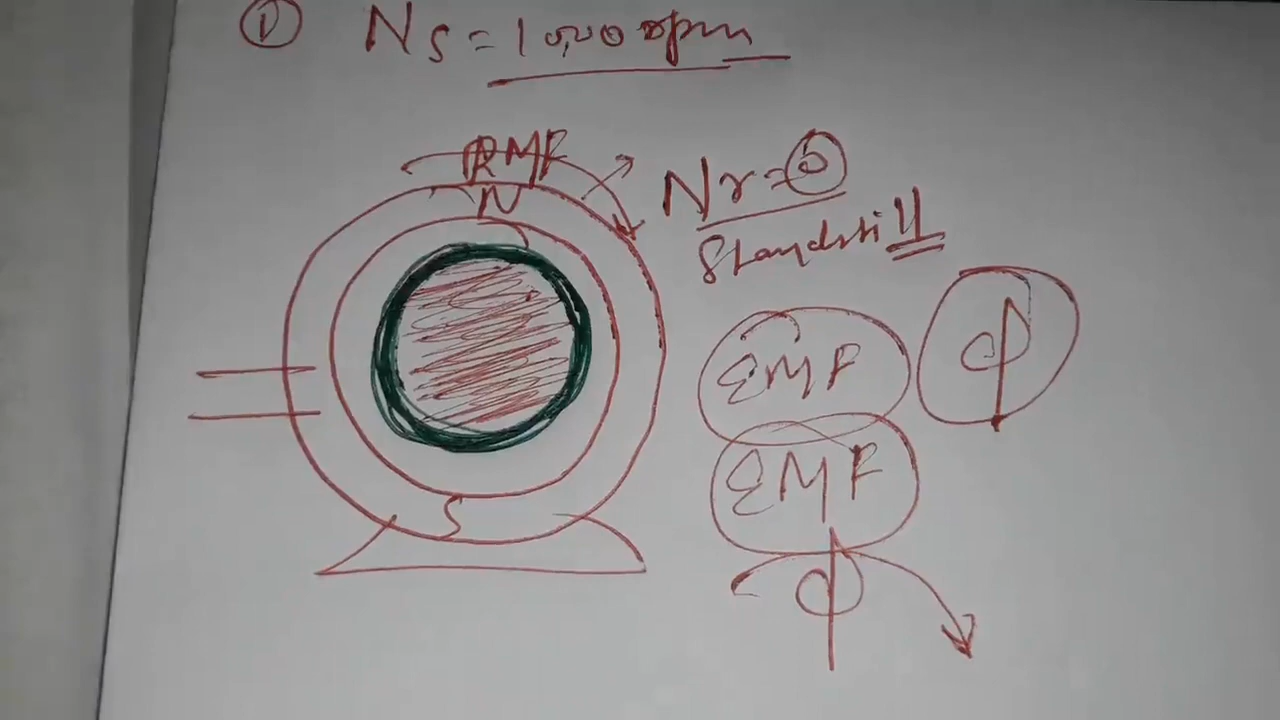 ① Ns = 1000 rpm
RMF
N
Nr = 0
Standstill
EMF
ϕ
EMF
ϕ
S